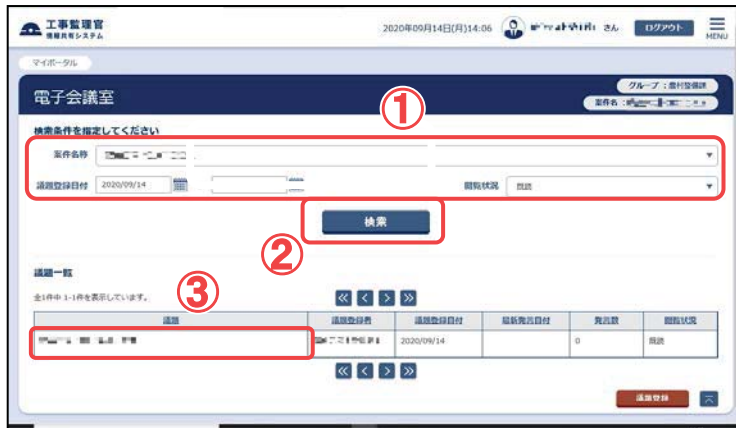 工事監理官
情報共有システム
2020年09月14日(月)14:06
さん
ログアウト
MENU
マイポータル
電子会議室
グループ：農村整備課
案件名：
①
検索条件を指定してください
案件名称
議題登録日付 2020/09/14
閲覧状況 既読
検索
②
議題一覧
③
全1件中 1-1件を表示しています。
議題 議題登録者 議題登録日付 最新発言日付 発言数 閲覧状況
2020/09/14 0 既読
議題登録